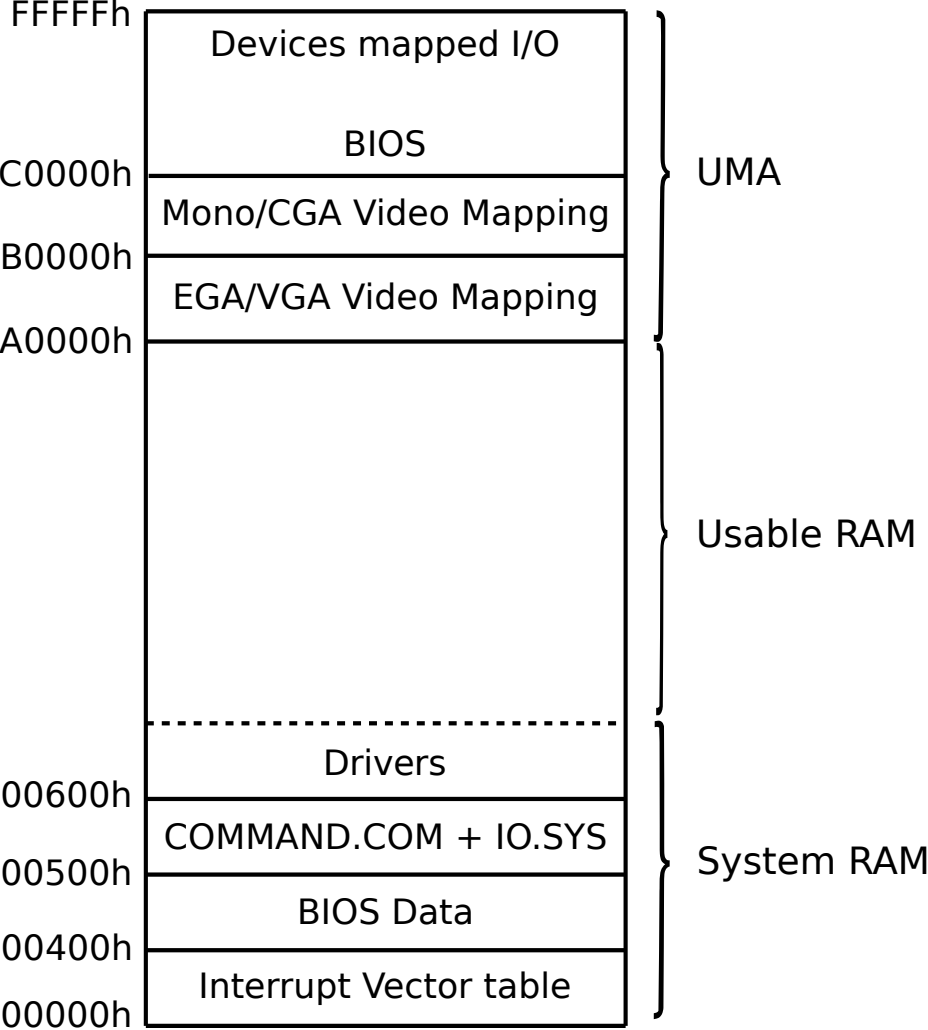 FFFFFh
Devices mapped I/O
BIOS
C0000h
UMA
Mono/CGA Video Mapping
B0000h
EGA/VGA Video Mapping
A0000h
Usable RAM
Drivers
00600h
COMMAND.COM + IO.SYS
System RAM
00500h
BIOS Data
00400h
Interrupt Vector table
00000h